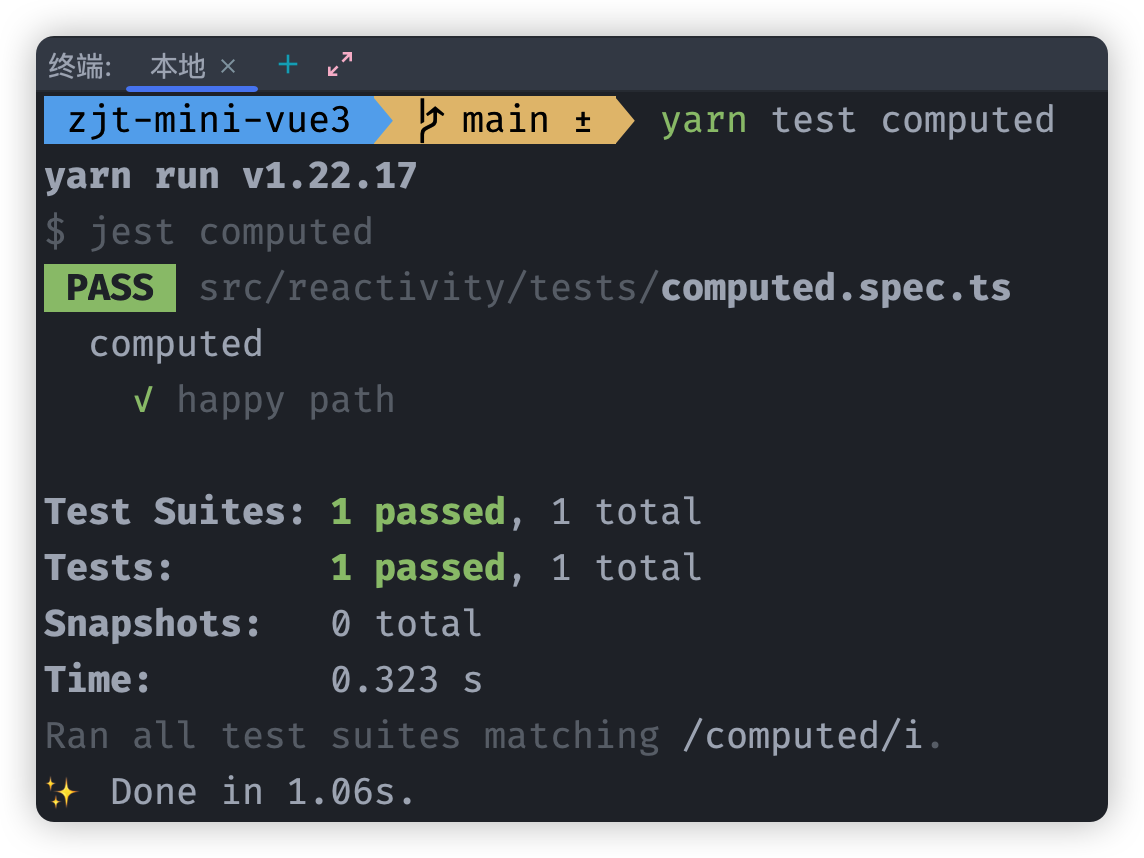 终端: 本地 × +
zjt-mini-vue3 main ± yarn test computed
yarn run v1.22.17
$ jest computed
PASS src/reactivity/tests/computed.spec.ts
computed
√ happy path
Test Suites: 1 passed, 1 total
Tests: 1 passed, 1 total
Snapshots: 0 total
Time: 0.323 s
Ran all test suites matching /computed/i.
✨ Done in 1.06s.